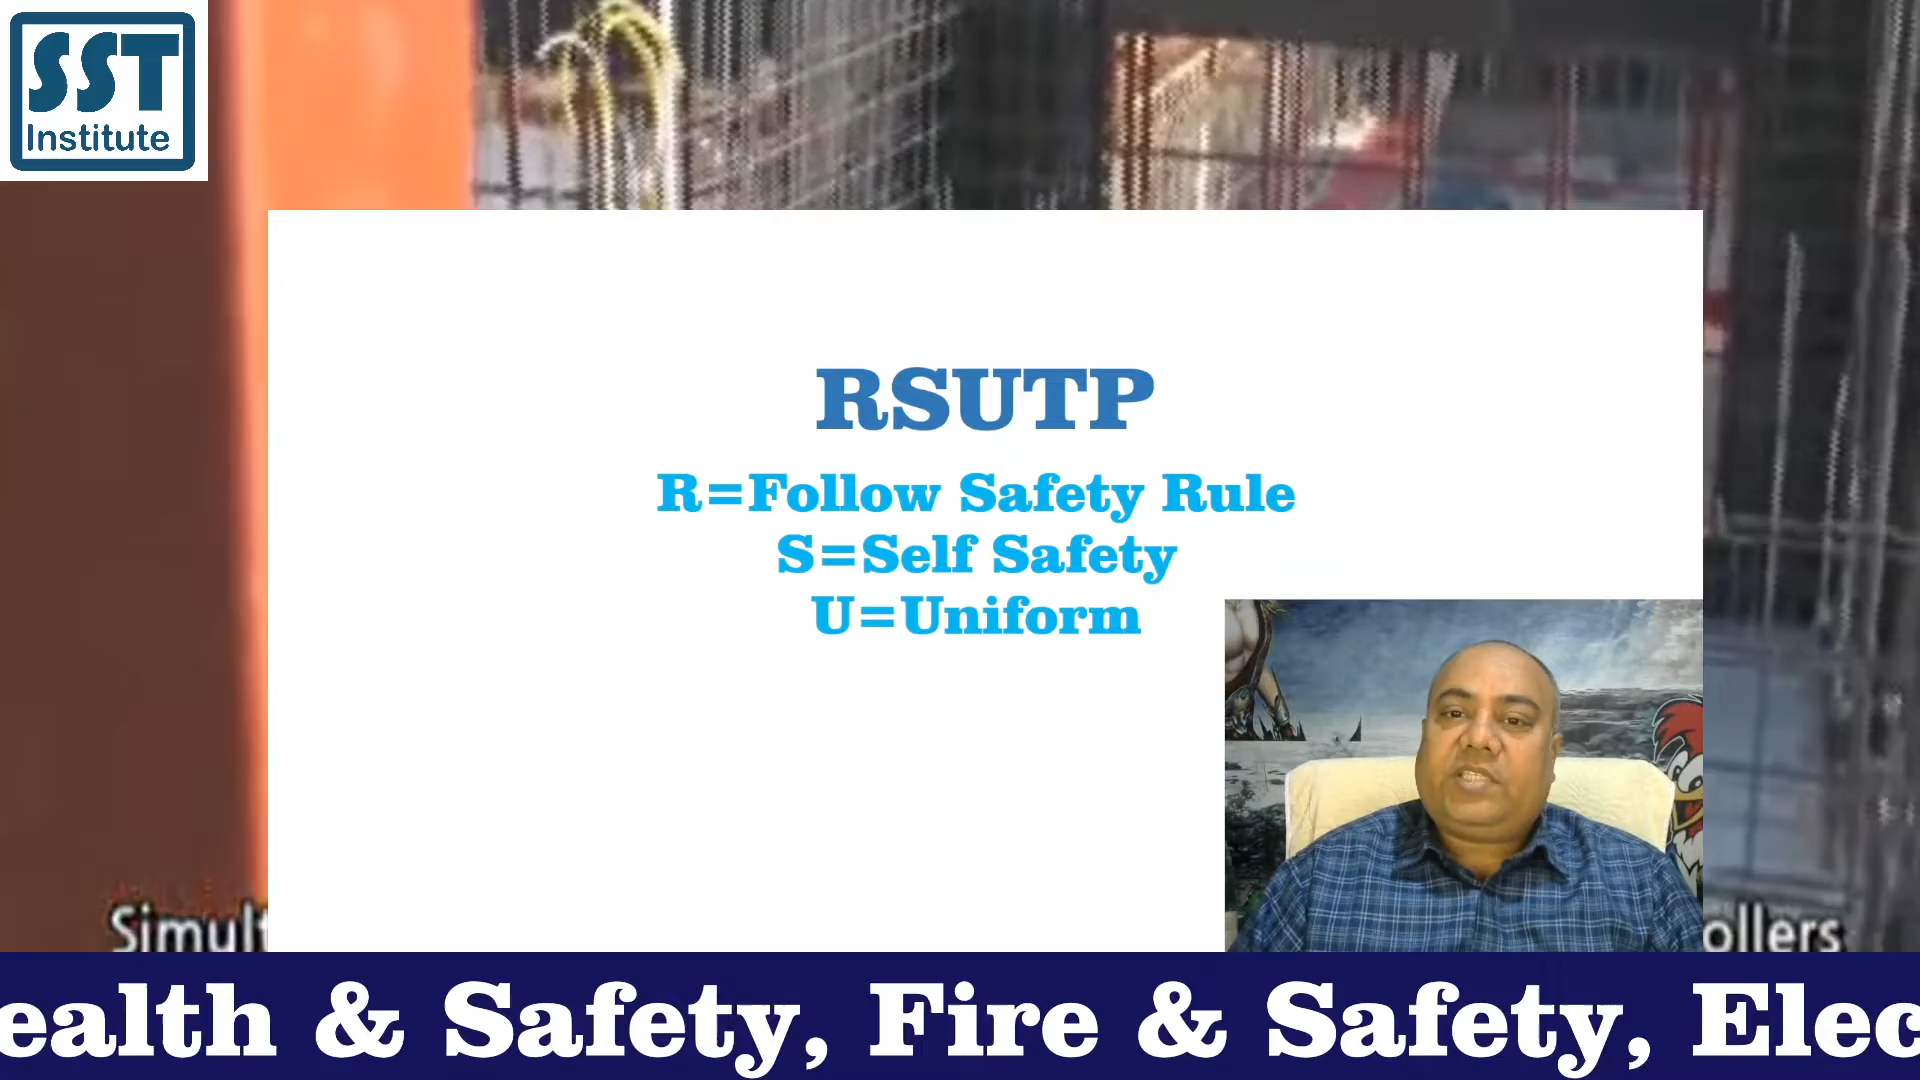 SST
Institute
RSUTP
R=Follow Safety Rule
S=Self Safety
U=Uniform
Simult
ollers
ealth & Safety, Fire & Safety, Elec